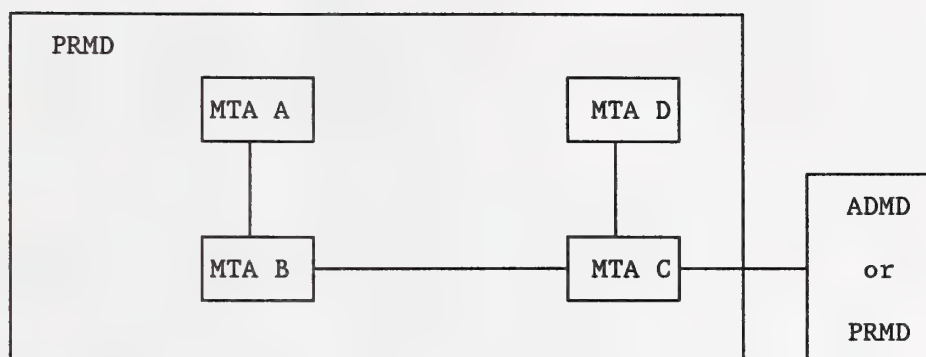 PRMD
MTA A
MTA D
MTA B
MTA C
ADMD
or
PRMD